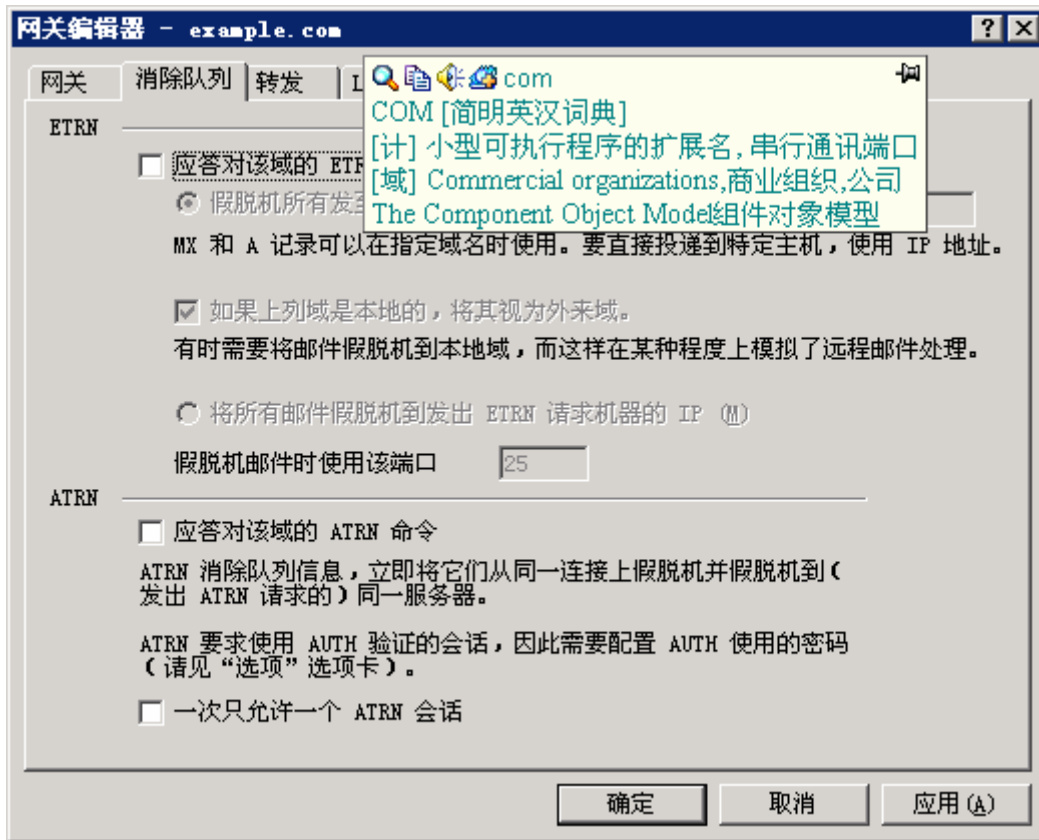 网关编辑器 - example.com
网关 消除队列 转发
com
COM [简明英汉词典]
[计] 小型可执行程序的扩展名,串行通讯端口
[域] Commercial organizations,商业组织,公司
The Component Object Model组件对象模型
ETRN
应答对该域的
假脱机所有发
MX 和 A 记录可以在指定域名时使用。要直接投递到特定主机，使用 IP 地址。
如果上列域是本地的，将其视为外来域。
有时需要将邮件假脱机到本地域，而这样在某种程度上模拟了远程邮件处理。
将所有邮件假脱机到发出 ETRN 请求机器的 IP (M)
假脱机邮件时使用该端口 25
ATRN
应答对该域的 ATRN 命令
ATRN 消除队列信息，立即将它们从同一连接上假脱机并假脱机到(
发出 ATRN 请求的)同一服务器。
ATRN 要求使用 AUTH 验证的会话，因此需要配置 AUTH 使用的密码
(请见“选项”选项卡)。
一次只允许一个 ATRN 会话
确定 取消 应用(A)